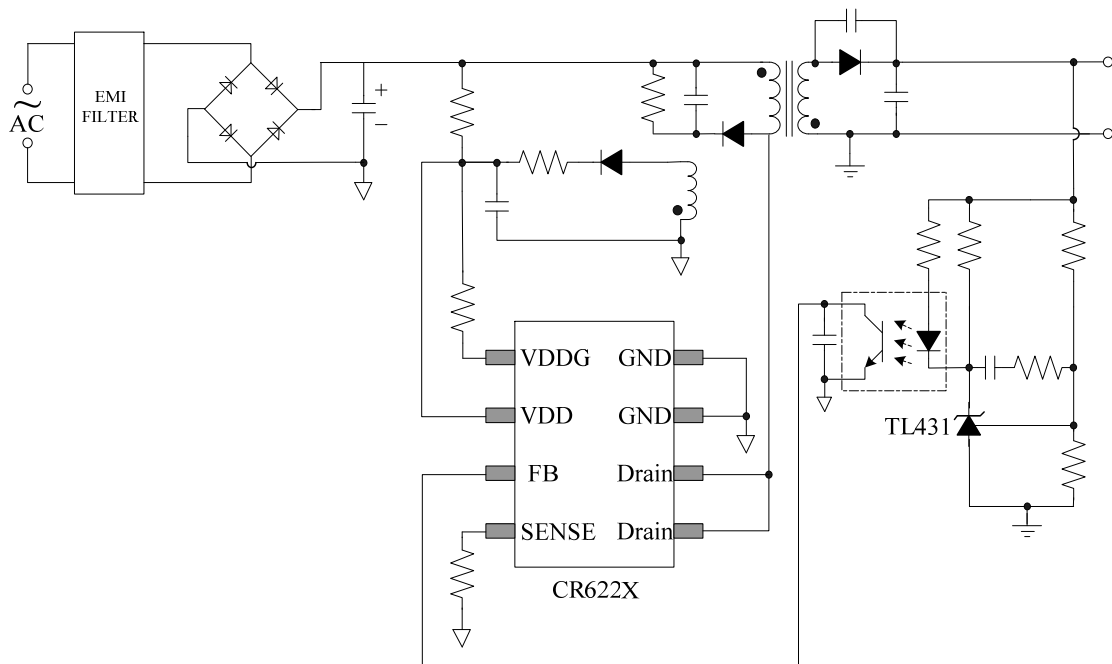 EMI
FILTER
~
AC
+
−
VDDG
GND
VDD
GND
FB
Drain
SENSE
Drain
CR622X
TL431